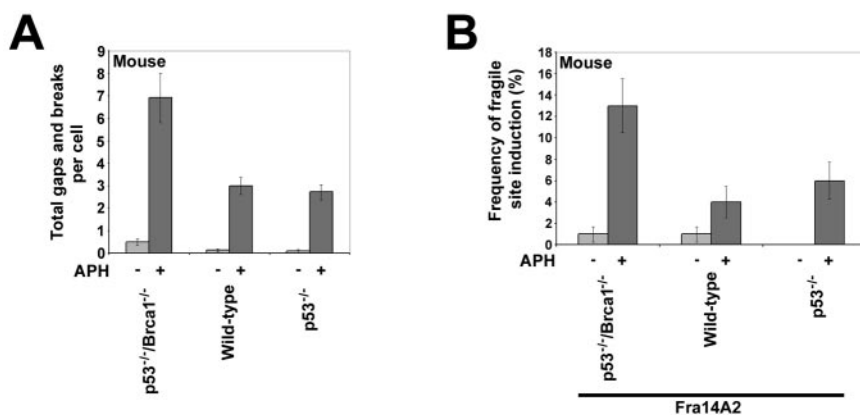 A
Mouse
Total gaps and breaks
per cell
9
8
7
6
5
4
3
2
1
0
APH
- + - + - +
p53-/-/Brca1-/-
Wild-type
p53-/-
B
Mouse
Frequency of fragile
site induction (%)
18
16
14
12
10
8
6
4
2
0
APH
- + - + - +
p53-/-/Brca1-/-
Wild-type
p53-/-
Fra14A2